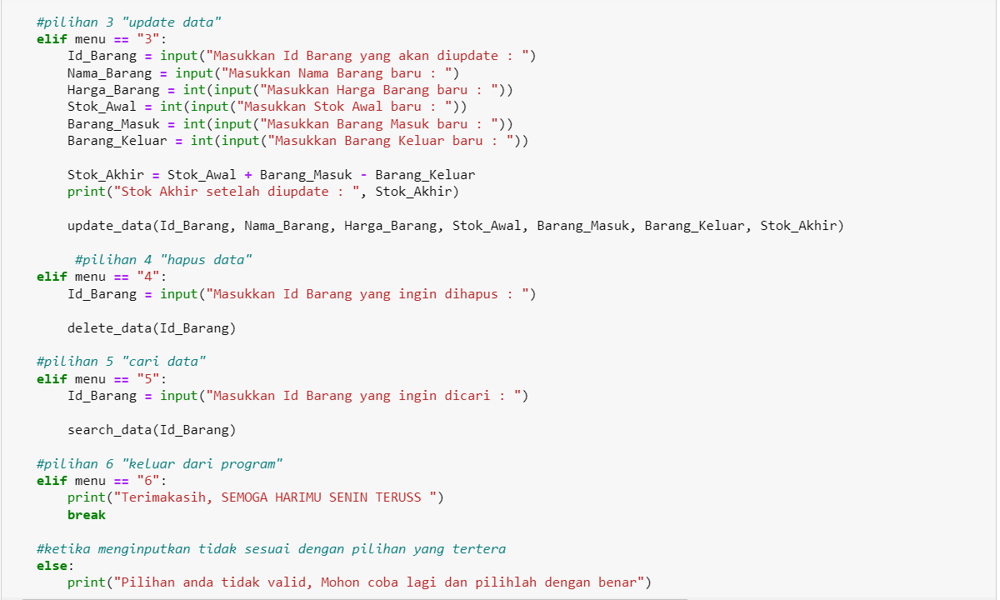 #pilihan 3 "update data"
elif menu == "3":
Id_Barang = input("Masukkan Id Barang yang akan diupdate : ")
Nama_Barang = input("Masukkan Nama Barang baru : ")
Harga_Barang = int(input("Masukkan Harga Barang baru : "))
Stok_Awal = int(input("Masukkan Stok Awal baru : "))
Barang_Masuk = int(input("Masukkan Barang Masuk baru : "))
Barang_Keluar = int(input("Masukkan Barang Keluar baru : "))
Stok_Akhir = Stok_Awal + Barang_Masuk - Barang_Keluar
print("Stok Akhir setelah diupdate : ", Stok_Akhir)
update_data(Id_Barang, Nama_Barang, Harga_Barang, Stok_Awal, Barang_Masuk, Barang_Keluar, Stok_Akhir)
#pilihan 4 "hapus data"
elif menu == "4":
Id_Barang = input("Masukkan Id Barang yang ingin dihapus : ")
delete_data(Id_Barang)
#pilihan 5 "cari data"
elif menu == "5":
Id_Barang = input("Masukkan Id Barang yang ingin dicari : ")
search_data(Id_Barang)
#pilihan 6 "keluar dari program"
elif menu == "6":
print("Terimakasih, SEMOGA HARIMU SENIN TERUSS ")
break
#ketika menginputkan tidak sesuai dengan pilihan yang tertera
else:
print("Pilihan anda tidak valid, Mohon coba lagi dan pilihlah dengan benar")